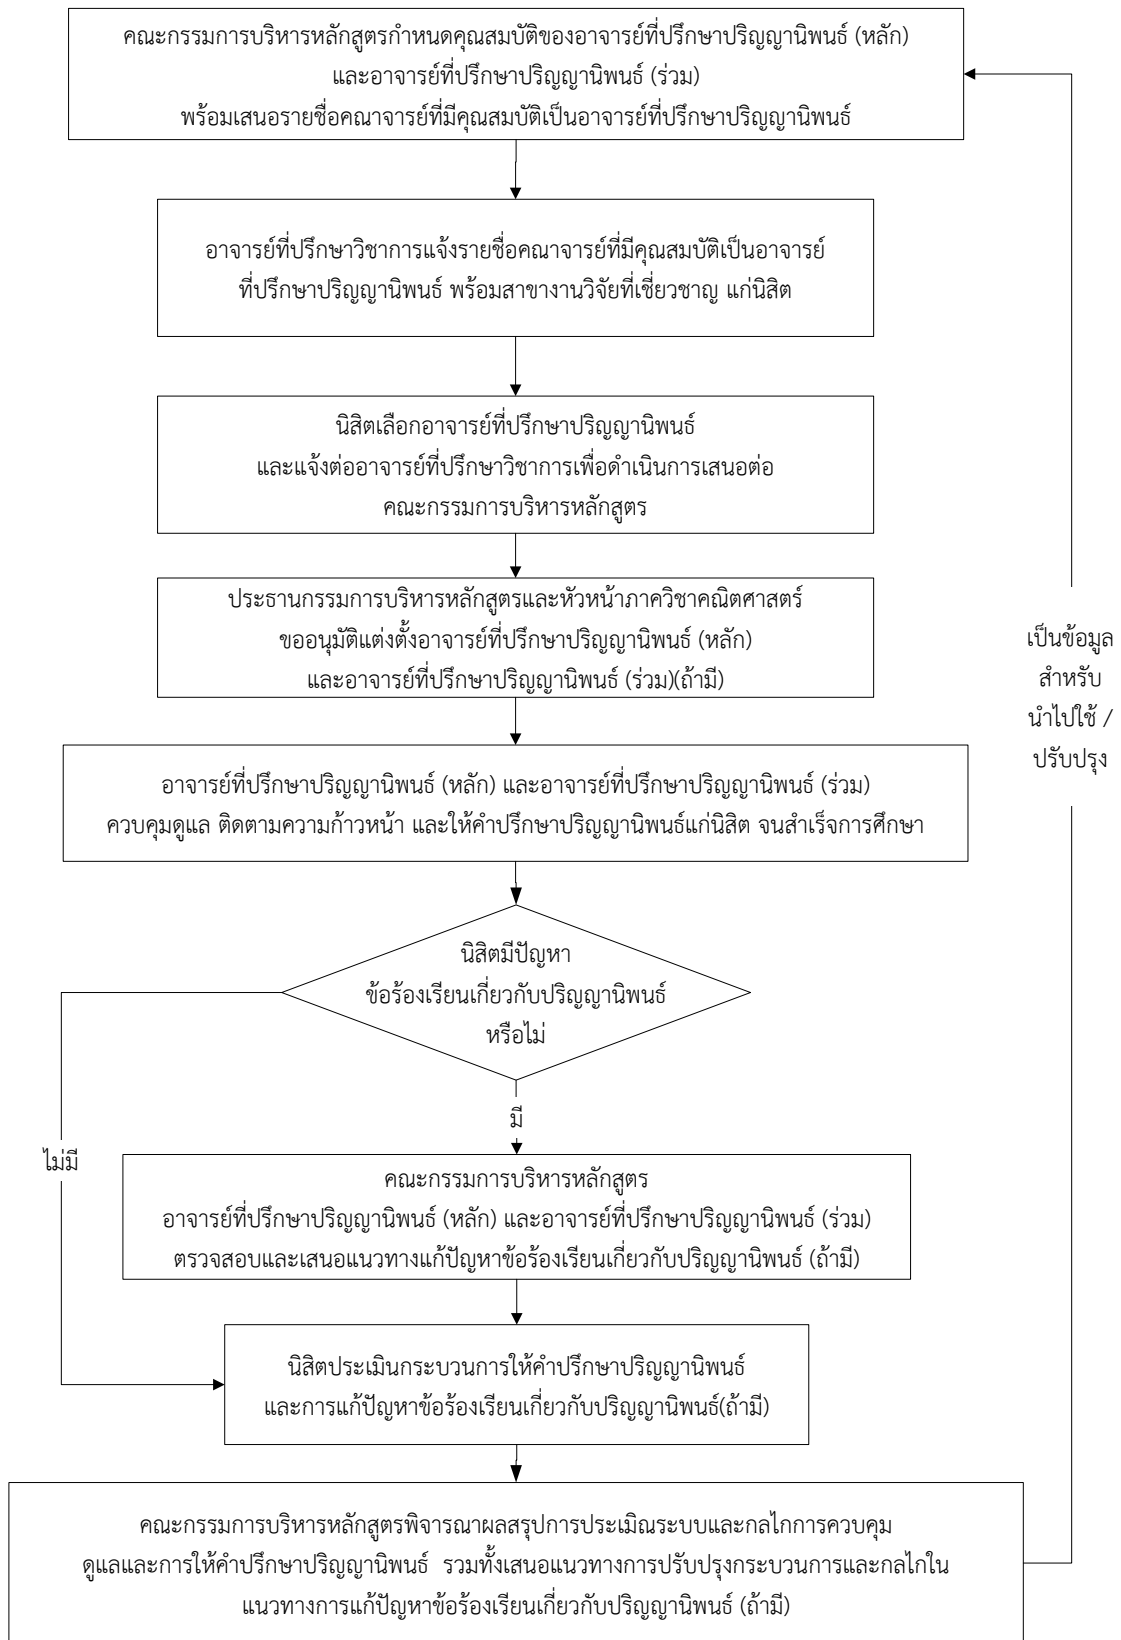 คณะกรรมการบริหารหลักสูตรกำหนดคุณสมบัติของอาจารย์ที่ปรึกษาปริญญานิพนธ์ (หลัก)
และอาจารย์ที่ปรึกษาปริญญานิพนธ์ (ร่วม)
พร้อมเสนอรายชื่อคณาจารย์ที่มีคุณสมบัติเป็นอาจารย์ที่ปรึกษาปริญญานิพนธ์
อาจารย์ที่ปรึกษาวิชาการแจ้งรายชื่อคณาจารย์ที่มีคุณสมบัติเป็นอาจารย์
ที่ปรึกษาปริญญานิพนธ์ พร้อมสาขางานวิจัยที่เชี่ยวชาญ แก่นิสิต
นิสิตเลือกอาจารย์ที่ปรึกษาปริญญานิพนธ์
และแจ้งต่ออาจารย์ที่ปรึกษาวิชาการเพื่อดำเนินการเสนอต่อ
คณะกรรมการบริหารหลักสูตร
ประธานกรรมการบริหารหลักสูตรและหัวหน้าภาควิชาคณิตศาสตร์
ขออนุมัติแต่งตั้งอาจารย์ที่ปรึกษาปริญญานิพนธ์ (หลัก)
และอาจารย์ที่ปรึกษาปริญญานิพนธ์ (ร่วม)(ถ้ามี)
เป็นข้อมูล
สำหรับ
นำไปใช้ /
ปรับปรุง
อาจารย์ที่ปรึกษาปริญญานิพนธ์ (หลัก) และอาจารย์ที่ปรึกษาปริญญานิพนธ์ (ร่วม)
ควบคุมดูแล ติดตามความก้าวหน้า และให้คำปรึกษาปริญญานิพนธ์แก่นิสิต จนสำเร็จการศึกษา
นิสิตมีปัญหา
ข้อร้องเรียนเกี่ยวกับปริญญานิพนธ์
หรือไม่
มี
ไม่มี
คณะกรรมการบริหารหลักสูตร
อาจารย์ที่ปรึกษาปริญญานิพนธ์ (หลัก) และอาจารย์ที่ปรึกษาปริญญานิพนธ์ (ร่วม)
ตรวจสอบและเสนอแนวทางแก้ปัญหาข้อร้องเรียนเกี่ยวกับปริญญานิพนธ์ (ถ้ามี)
นิสิตประเมินกระบวนการให้คำปรึกษาปริญญานิพนธ์
และการแก้ปัญหาข้อร้องเรียนเกี่ยวกับปริญญานิพนธ์(ถ้ามี)
คณะกรรมการบริหารหลักสูตรพิจารณาผลสรุปการประเมิณระบบและกลไกการควบคุม
ดูแลและการให้คำปรึกษาปริญญานิพนธ์ รวมทั้งเสนอแนวทางการปรับปรุงกระบวนการและกลไกใน
แนวทางการแก้ปัญหาข้อร้องเรียนเกี่ยวกับปริญญานิพนธ์ (ถ้ามี)